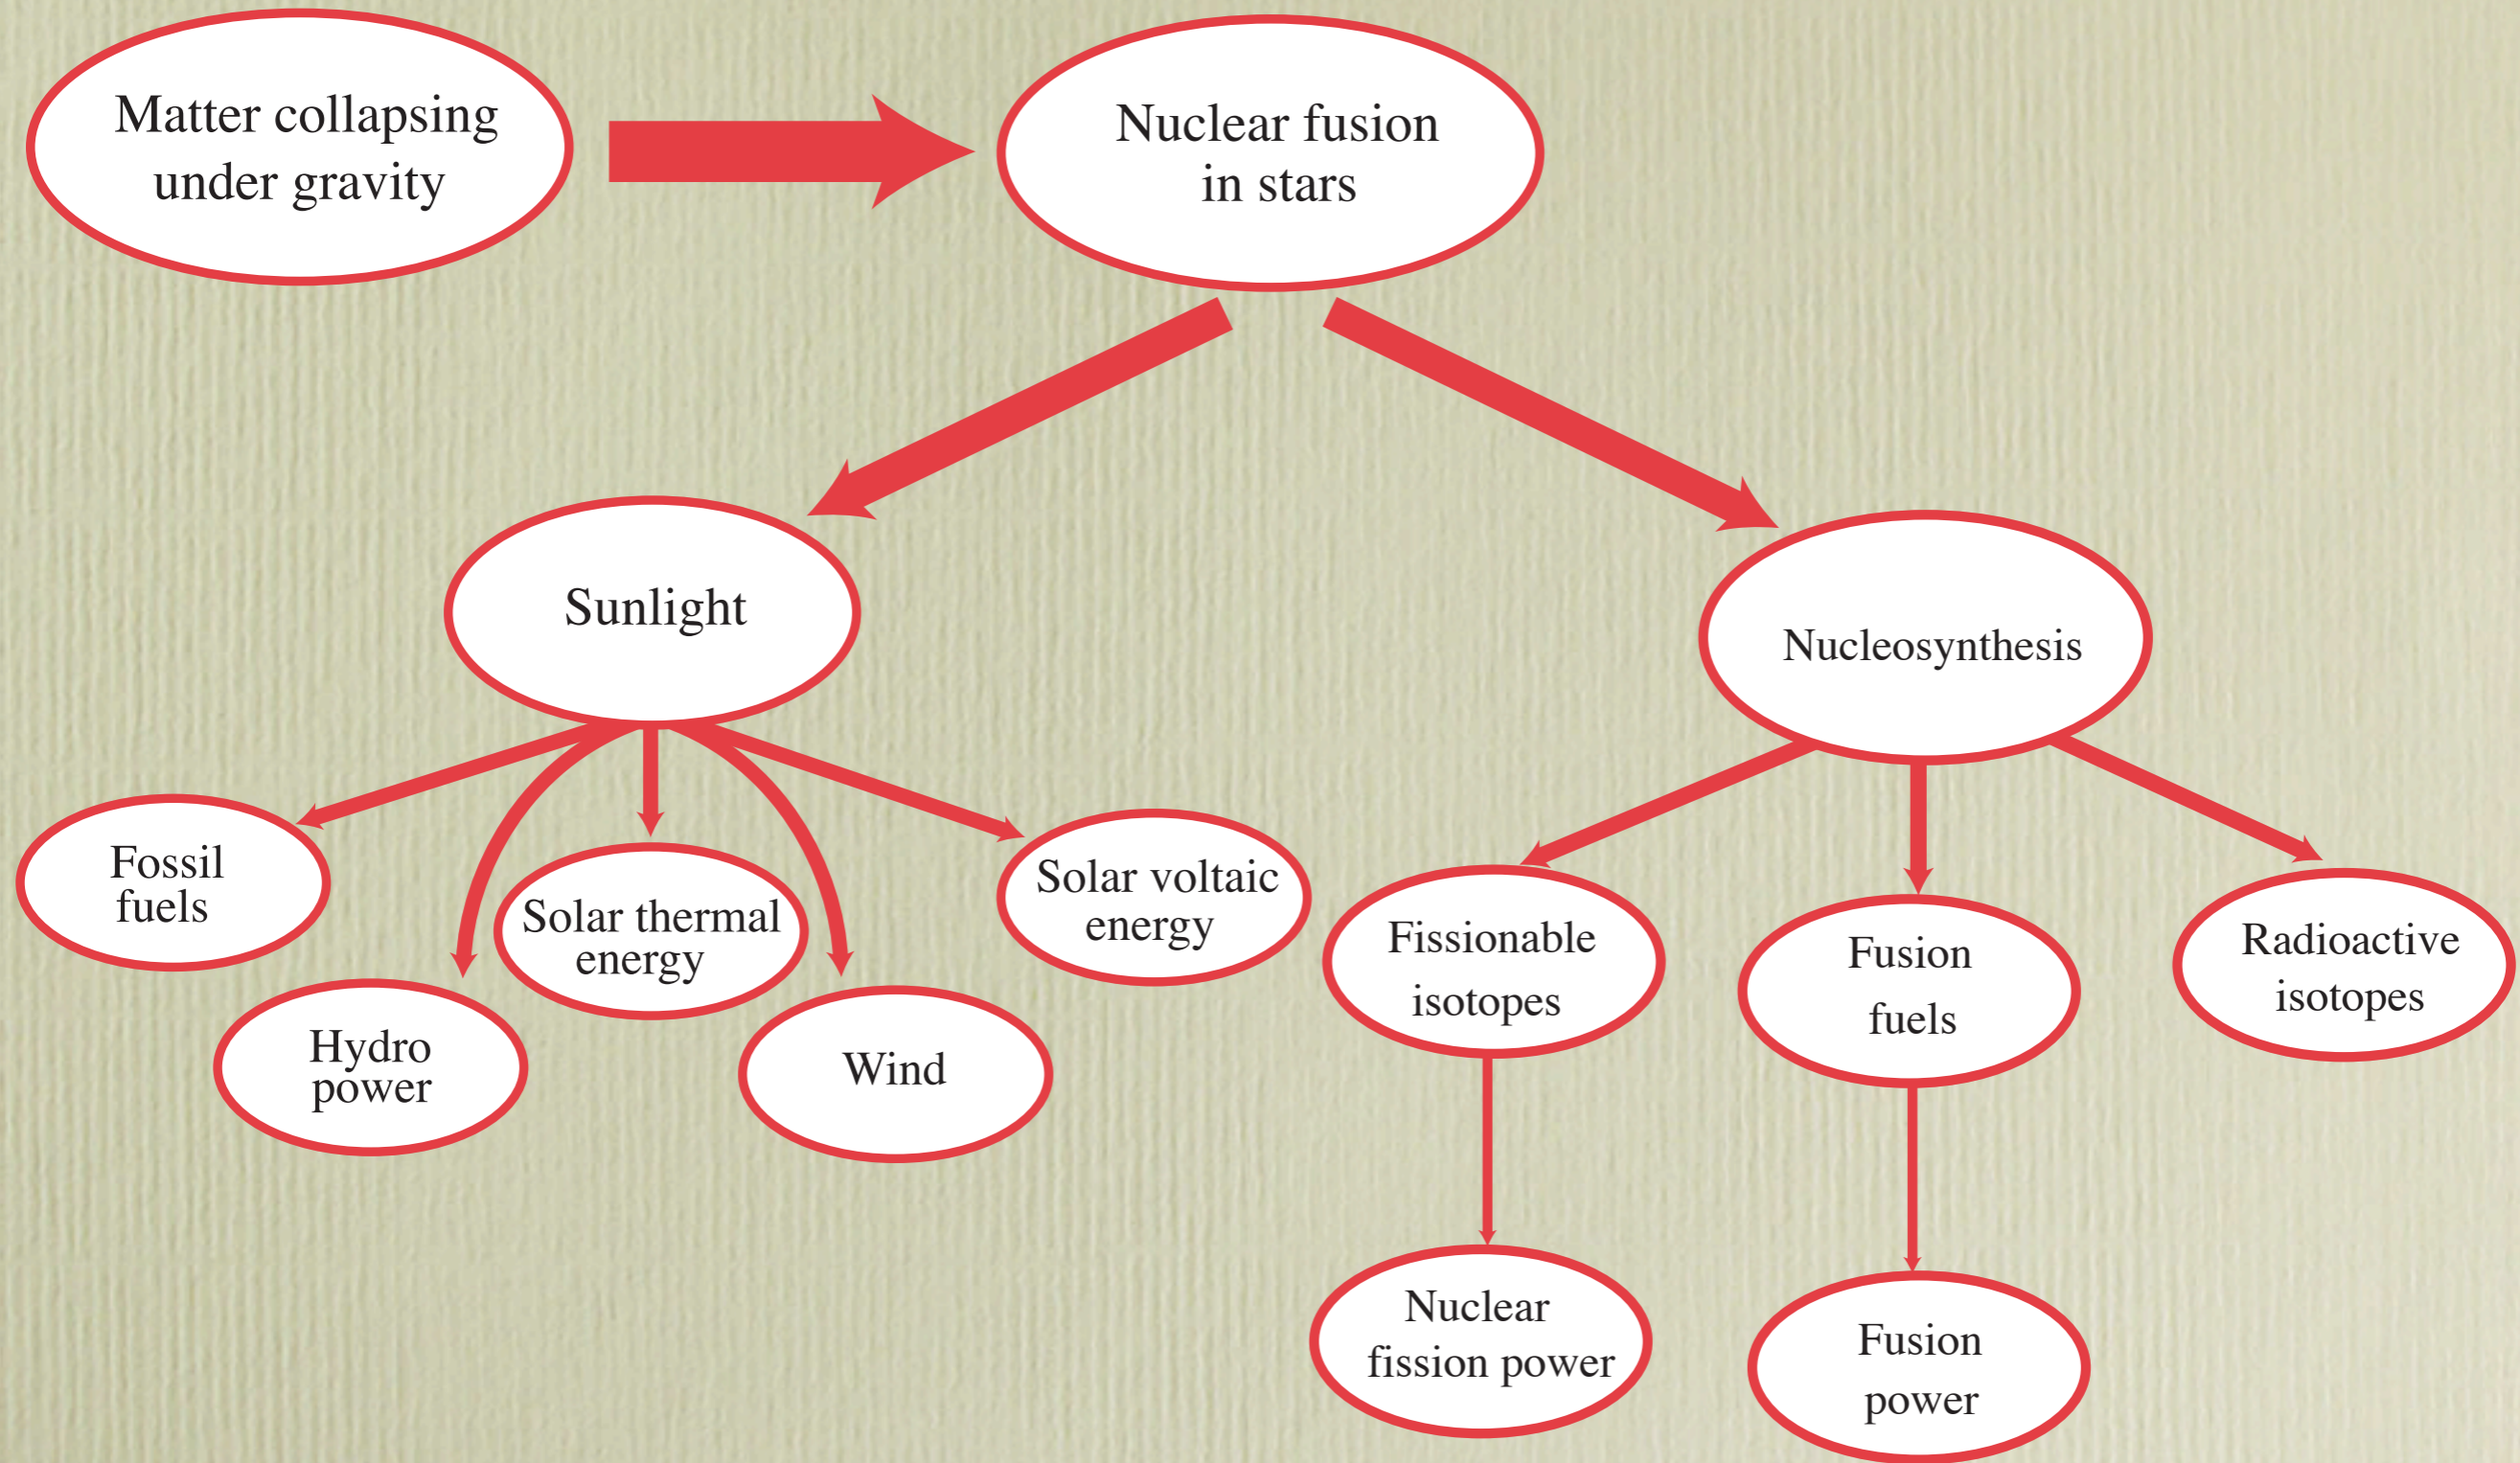 Matter collapsing
under gravity
Nuclear fusion
in stars
Sunlight
Nucleosynthesis
Fossil
fuels
Hydro
power
Solar thermal
energy
Wind
Solar voltaic
energy
Fissionable
isotopes
Fusion
fuels
Radioactive
isotopes
Nuclear
fission power
Fusion
power